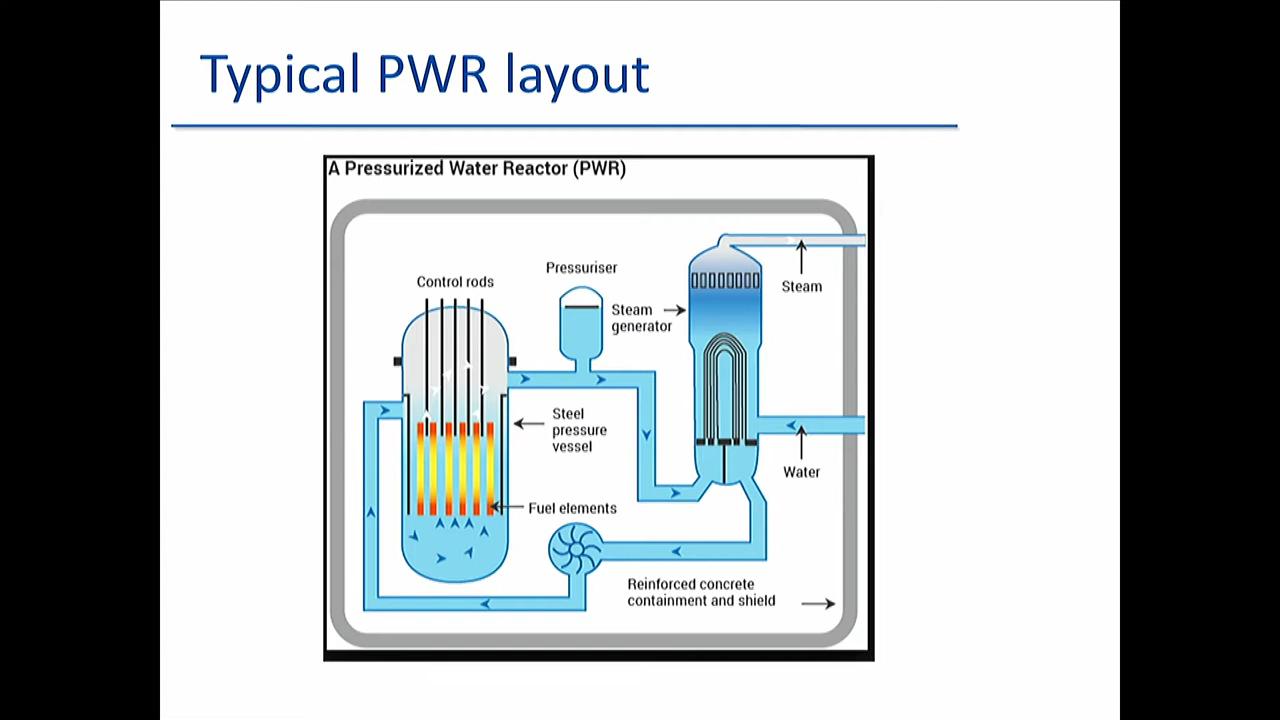 Typical PWR layout
A Pressurized Water Reactor (PWR)
Control rods
Pressuriser
Steam
generator
Steam
Steel
pressure
vessel
Water
Fuel elements
Reinforced concrete
containment and shield